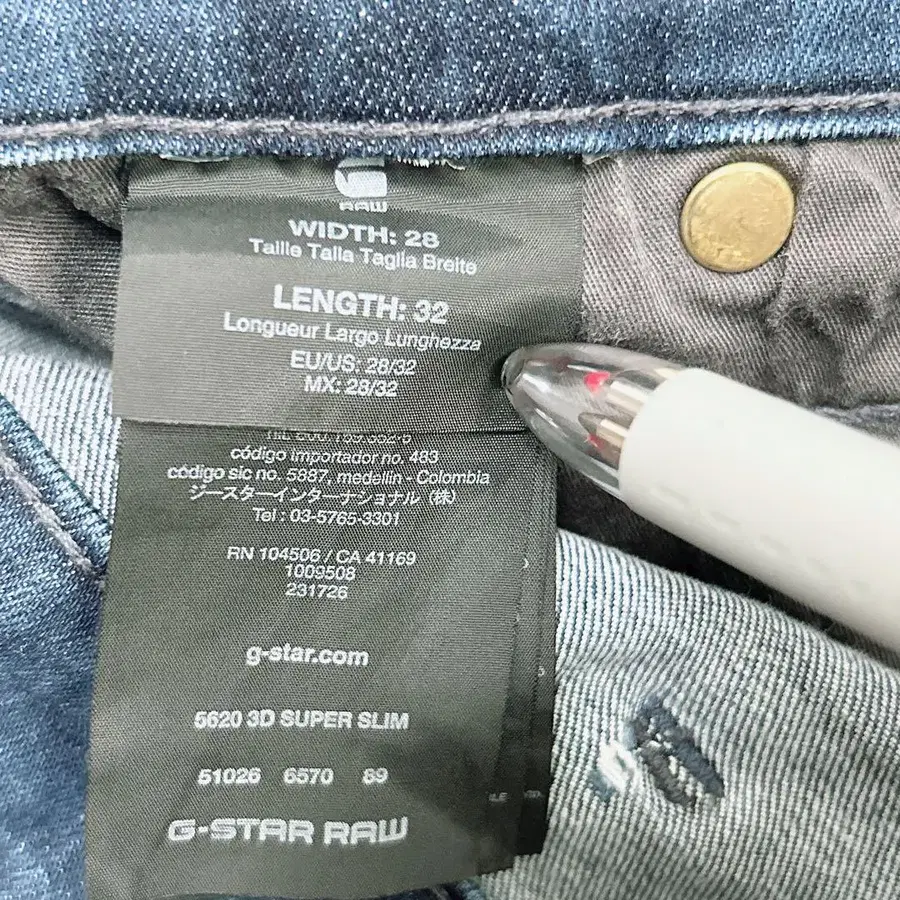 RAW
WIDTH: 28
Taille Talla Taglia Breite
LENGTH: 32
Longueur Largo Lunghezza
EU/US: 28/32
MX: 28/32
código importador no. 483
código sic no. 5887, medellin - Colombia
ジースターインターナショナル（株）
Tel : 03-5765-3301
RN 104506 / CA 41169
1009508
231726
g-star.com
5620 3D SUPER SLIM
51026 6570 89
G-STAR RAW